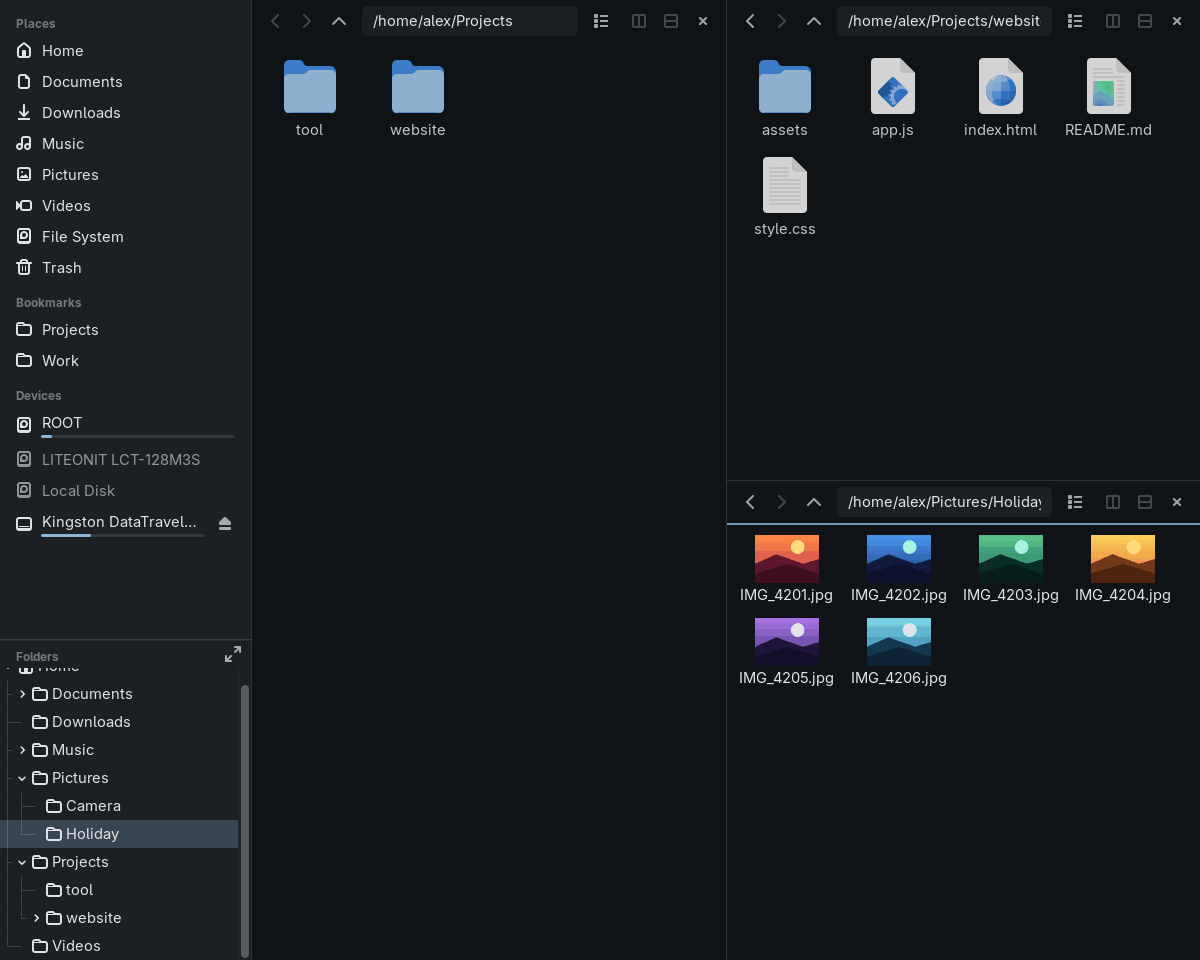 Places
Home
Documents
Downloads
Music
Pictures
Videos
File System
Trash
Bookmarks
Projects
Work
Devices
ROOT
LITEONIT LCT-128M3S
Local Disk
Kingston DataTravel...
Folders
Home
Documents
Downloads
Music
Pictures
Camera
Holiday
Projects
tool
website
Videos
/home/alex/Projects
tool
website
/home/alex/Projects/websit
assets
app.js
index.html
README.md
style.css
/home/alex/Pictures/Holiday
IMG_4201.jpg
IMG_4202.jpg
IMG_4203.jpg
IMG_4204.jpg
IMG_4205.jpg
IMG_4206.jpg